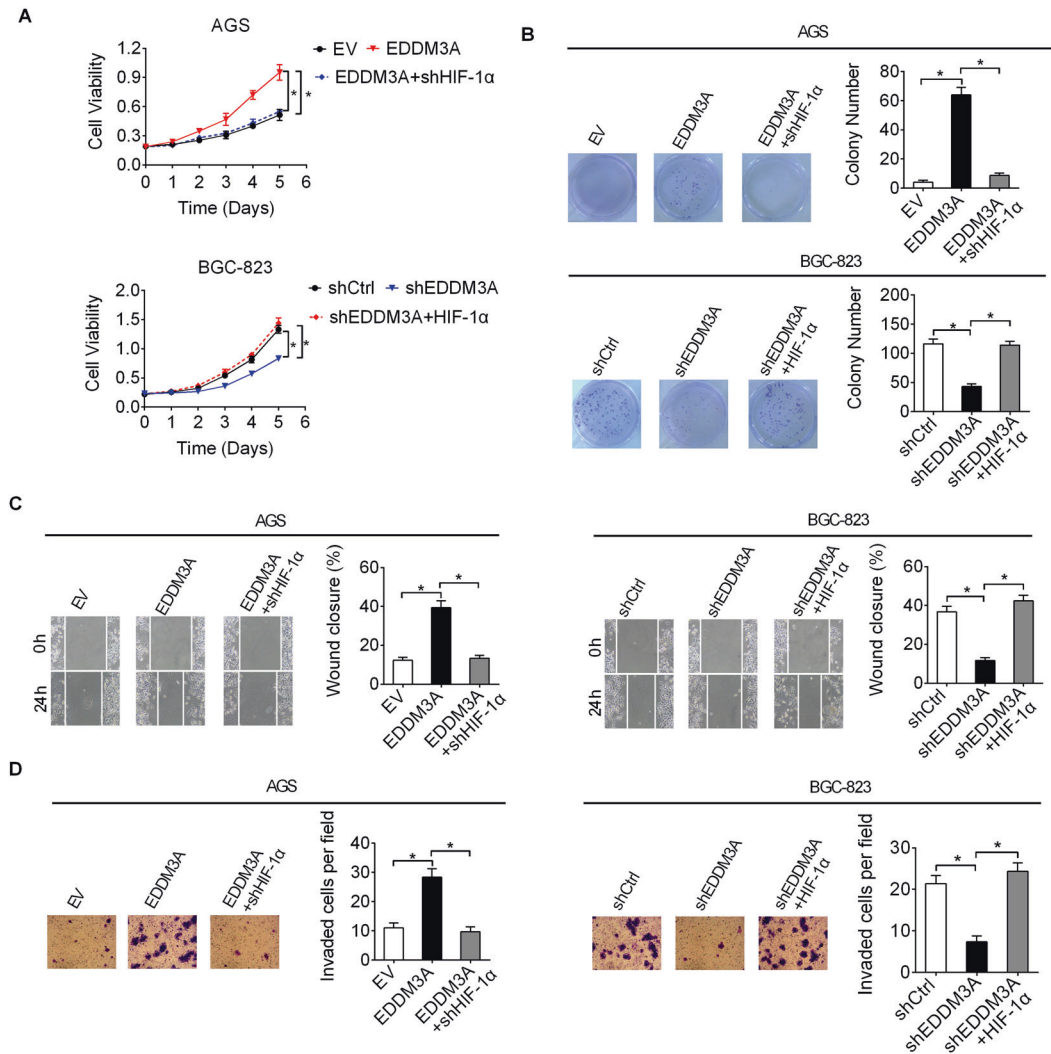 A
AGS
EV EDDM3A
EDDM3A+shHIF-1α
Cell Viability
1.2
0.9
0.6
0.3
0.0
* *
0 1 2 3 4 5 6
Time (Days)
BGC-823
shCtrl shEDDM3A
shEDDM3A+HIF-1α
Cell Viability
2.0
1.5
1.0
0.5
0.0
* *
0 1 2 3 4 5 6
Time (Days)
B
AGS
EV
EDDM3A
EDDM3A
+shHIF-1α
Colony Number
80
60
40
20
0
* *
EV
EDDM3A
EDDM3A
+shHIF-1α
BGC-823
shCtrl
shEDDM3A
shEDDM3A
+HIF-1α
Colony Number
150
100
50
0
* *
shCtrl
shEDDM3A
shEDDM3A
+HIF-1α
C
AGS
EV
EDDM3A
EDDM3A
+shHIF-1α
0h
24h
Wound closure (%)
60
40
20
0
* *
EV
EDDM3A
EDDM3A
+shHIF-1α
BGC-823
shCtrl
shEDDM3A
shEDDM3A
+HIF-1α
0h
24h
Wound closure (%)
60
40
20
0
* *
shCtrl
shEDDM3A
shEDDM3A
+HIF-1α
D
AGS
EV
EDDM3A
EDDM3A
+shHIF-1α
Invaded cells per field
40
30
20
10
0
* *
EV
EDDM3A
EDDM3A
+shHIF-1α
BGC-823
shCtrl
shEDDM3A
shEDDM3A
+HIF-1α
Invaded cells per field
30
20
10
0
* *
shCtrl
shEDDM3A
shEDDM3A
+HIF-1α